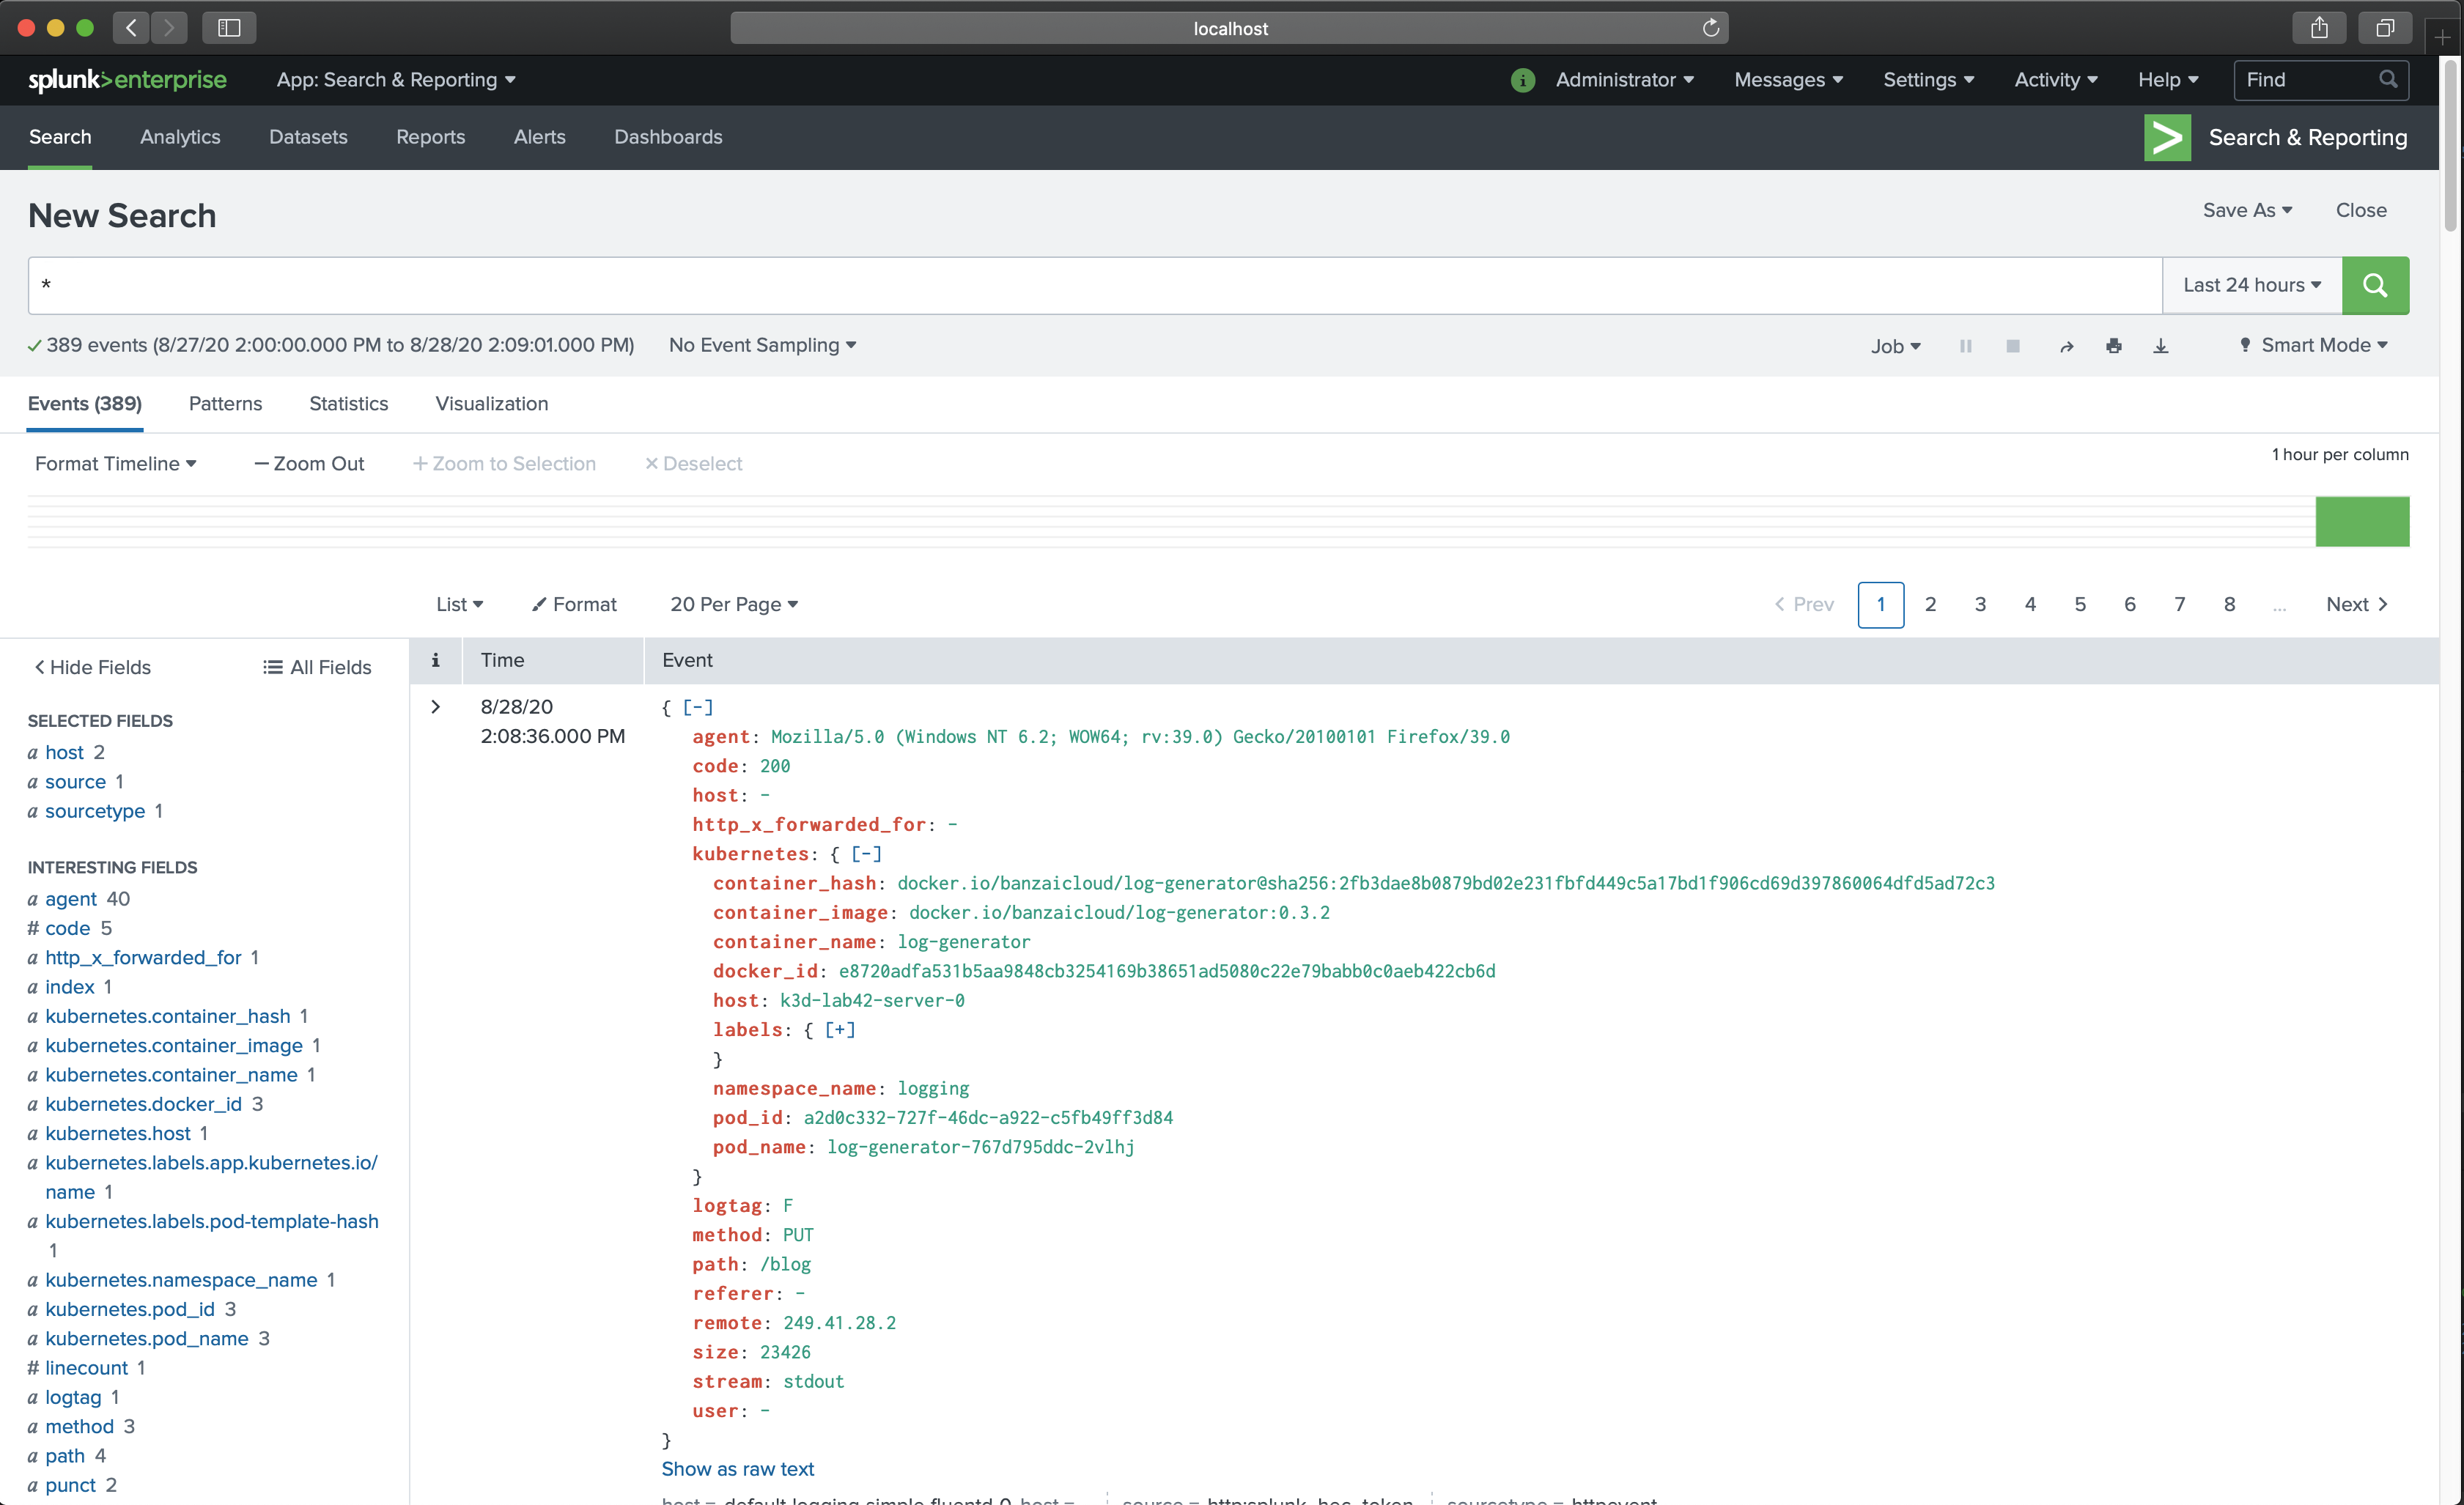 localhost
splunk>enterprise App: Search & Reporting i Administrator Messages Settings Activity Help Find
Search Analytics Datasets Reports Alerts Dashboards > Search & Reporting
New Search Save As Close
* Last 24 hours
389 events (8/27/20 2:00:00.000 PM to 8/28/20 2:09:01.000 PM) No Event Sampling Job Smart Mode
Events (389) Patterns Statistics Visualization
Format Timeline — Zoom Out + Zoom to Selection × Deselect 1 hour per column
List Format 20 Per Page < Prev 1 2 3 4 5 6 7 8 ... Next >
< Hide Fields All Fields
SELECTED FIELDS
a host 2
a source 1
a sourcetype 1
INTERESTING FIELDS
a agent 40
# code 5
a http_x_forwarded_for 1
a index 1
a kubernetes.container_hash 1
a kubernetes.container_image 1
a kubernetes.container_name 1
a kubernetes.docker_id 3
a kubernetes.host 1
a kubernetes.labels.app.kubernetes.io/
name 1
a kubernetes.labels.pod-template-hash
1
a kubernetes.namespace_name 1
a kubernetes.pod_id 3
a kubernetes.pod_name 3
# linecount 1
a logtag 1
a method 3
a path 4
a punct 2
i Time Event
> 8/28/20
2:08:36.000 PM
{ [-]
agent: Mozilla/5.0 (Windows NT 6.2; WOW64; rv:39.0) Gecko/20100101 Firefox/39.0
code: 200
host: -
http_x_forwarded_for: -
kubernetes: { [-]
container_hash: docker.io/banzaicloud/log-generator@sha256:2fb3dae8b0879bd02e231fbfd449c5a17bd1f906cd69d397860064dfd5ad72c3
container_image: docker.io/banzaicloud/log-generator:0.3.2
container_name: log-generator
docker_id: e8720adfa531b5aa9848cb3254169b38651ad5080c22e79babb0c0aeb422cb6d
host: k3d-lab42-server-0
labels: { [+]
}
namespace_name: logging
pod_id: a2d0c332-727f-46dc-a922-c5fb49ff3d84
pod_name: log-generator-767d795ddc-2vlhj
}
logtag: F
method: PUT
path: /blog
referer: -
remote: 249.41.28.2
size: 23426
stream: stdout
user: -
}
Show as raw text
host = default-logging-simple-fluentd-0 host = source = http:splunk_hec_token sourcetype = httpevent